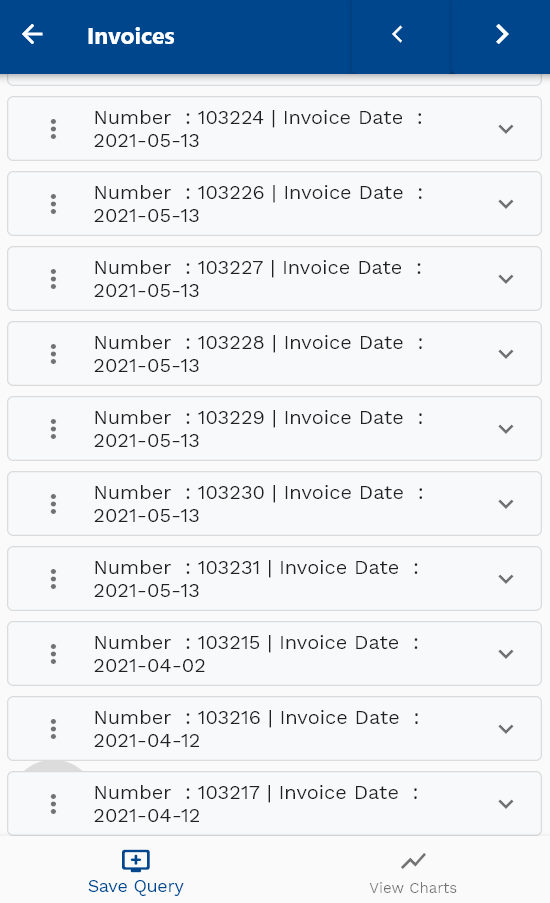 Invoices
Number : 103224 | Invoice Date :
2021-05-13
Number : 103226 | Invoice Date :
2021-05-13
Number : 103227 | Invoice Date :
2021-05-13
Number : 103228 | Invoice Date :
2021-05-13
Number : 103229 | Invoice Date :
2021-05-13
Number : 103230 | Invoice Date :
2021-05-13
Number : 103231 | Invoice Date :
2021-05-13
Number : 103215 | Invoice Date :
2021-04-02
Number : 103216 | Invoice Date :
2021-04-12
Number : 103217 | Invoice Date :
2021-04-12
Save Query
View Charts